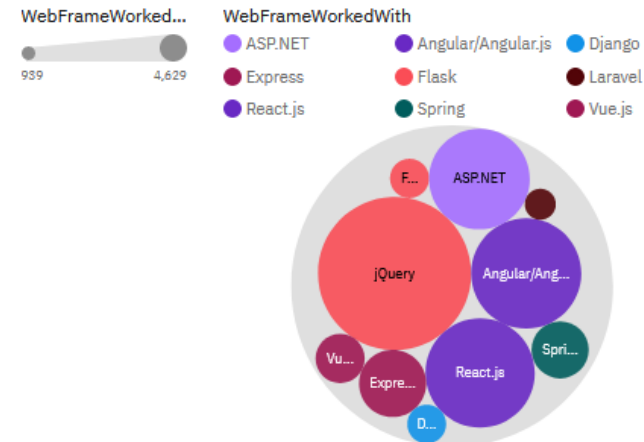 WebFrameWorked... WebFrameWorkedWith
939 4,629
ASP.NET Angular/Angular.js Django
Express Flask Laravel
React.js Spring Vue.js
F... ASP.NET
jQuery Angular/Ang...
Vu... Expre... React.js Spri...
D...